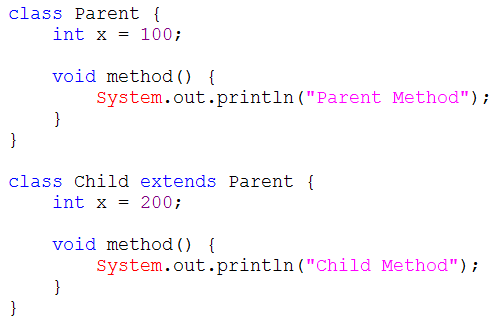 class Parent {
    int x = 100;

    void method() {
        System.out.println("Parent Method");
    }
}

class Child extends Parent {
    int x = 200;

    void method() {
        System.out.println("Child Method");
    }
}